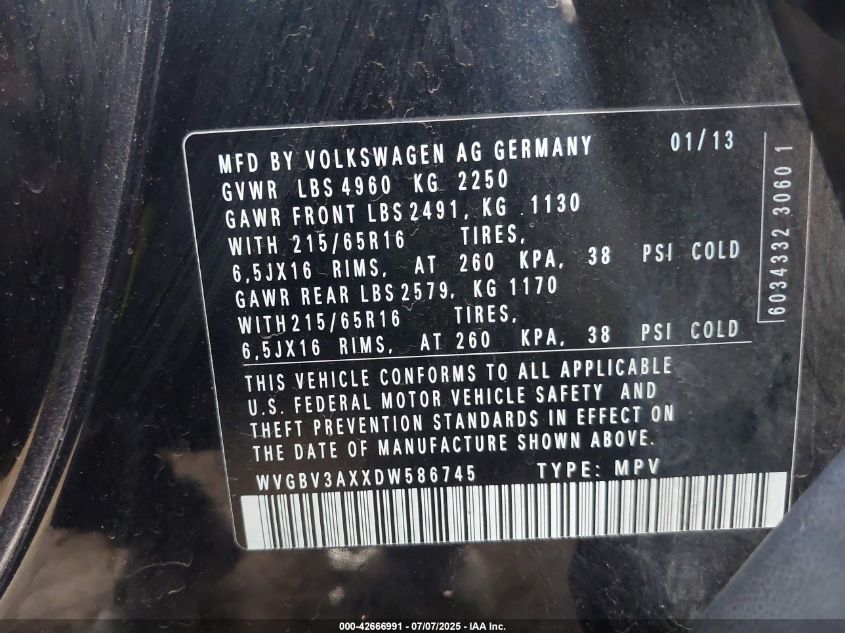 MFD BY VOLKSWAGEN AG GERMANY 01/13
GVWR LBS 4960 KG 2250
GAWR FRONT LBS 2491, KG .1130
WITH 215/65R16 TIRES,
6,5JX16 RIMS, AT 260 KPA, 38 PSI COLD
GAWR REAR LBS 2579, KG 1170
WITH 215/65R16 TIRES,
6,5JX16 RIMS, AT 260 KPA, 38 PSI COLD
6034332 3060 1
THIS VEHICLE CONFORMS TO ALL APPLICABLE
U.S. FEDERAL MOTOR VEHICLE SAFETY AND
THEFT PREVENTION STANDARDS IN EFFECT ON
THE DATE OF MANUFACTURE SHOWN ABOVE.
WVGBV3AXXDW586745 TYPE: MPV
000-42666991 - 07/07/2025 - IAA Inc.